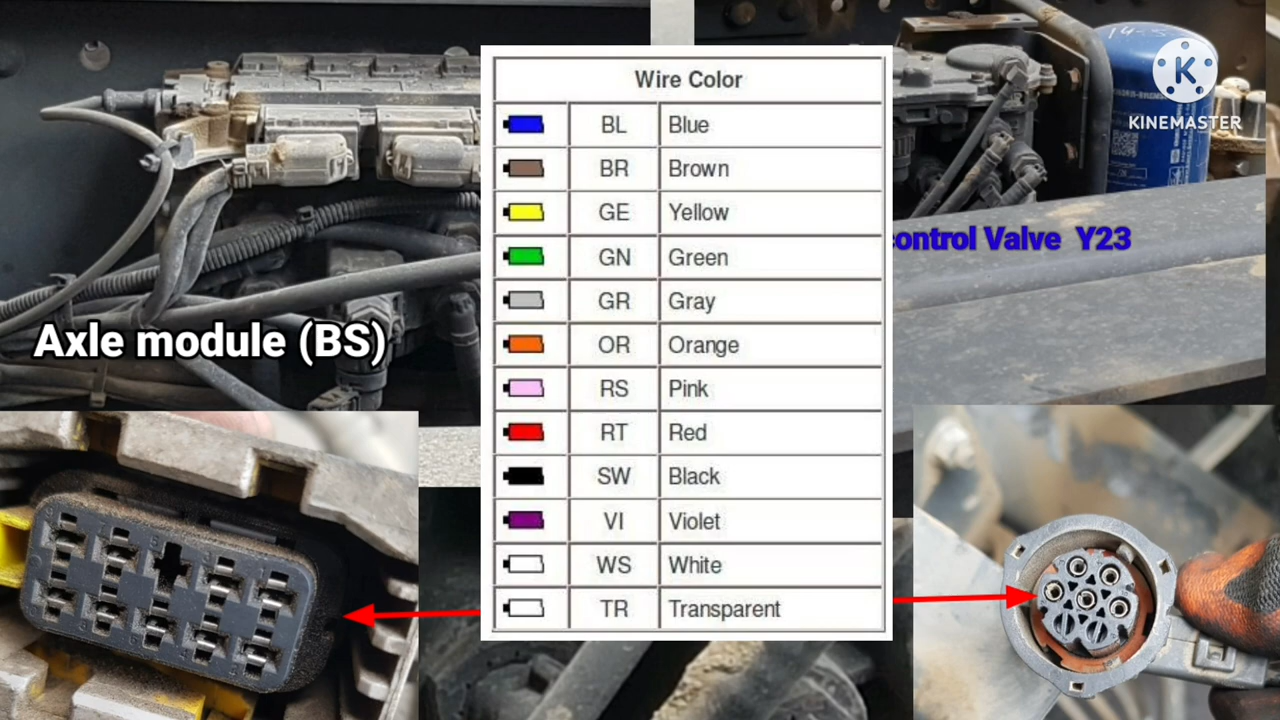 Wire Color
BL Blue
BR Brown
GE Yellow
GN Green
GR Gray
OR Orange
RS Pink
RT Red
SW Black
VI Violet
WS White
TR Transparent
K
KINEMASTER
control Valve Y23
Axle module (BS)